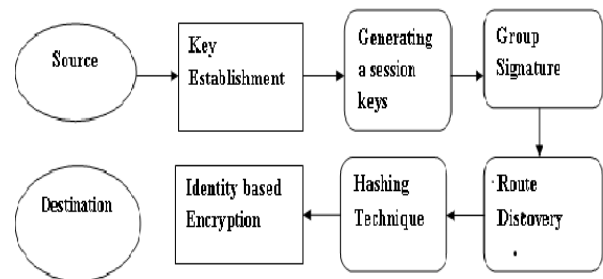 Source
Key
Establishment
Generating
a session
keys
Group
Signature
Destination
Identity based
Encryption
Hashing
Technique
Route
Discovery